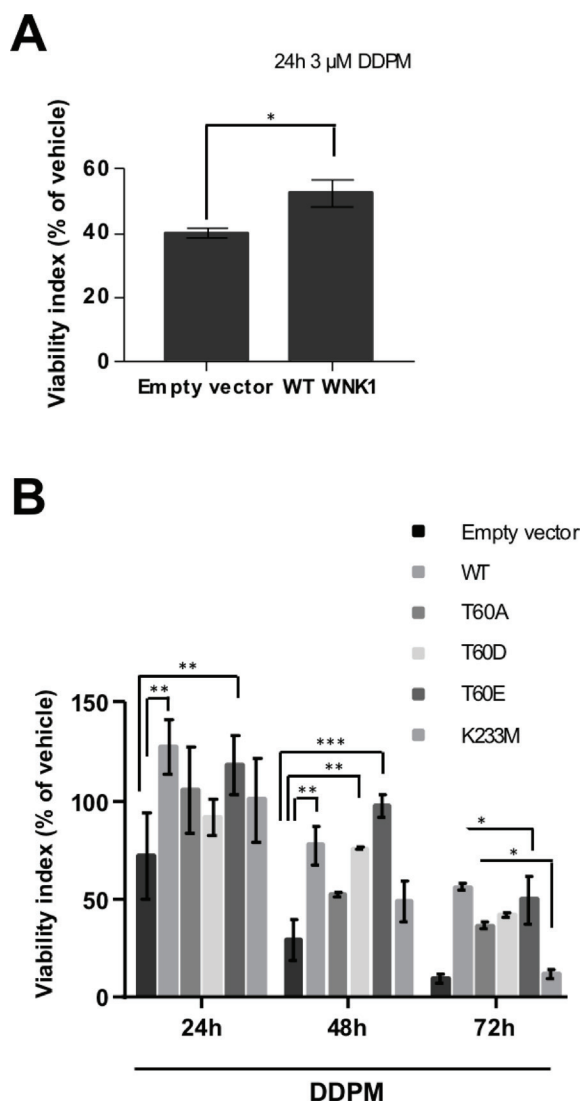 A
24h 3 µM DDPM
Viability index (% of vehicle)
*
60
40
20
0
Empty vector WT WNK1
B
Empty vector
WT
T60A
T60D
T60E
K233M
Viability index (% of vehicle)
150
100
50
0
**
**
***
**
**
*
*
24h 48h 72h
DDPM